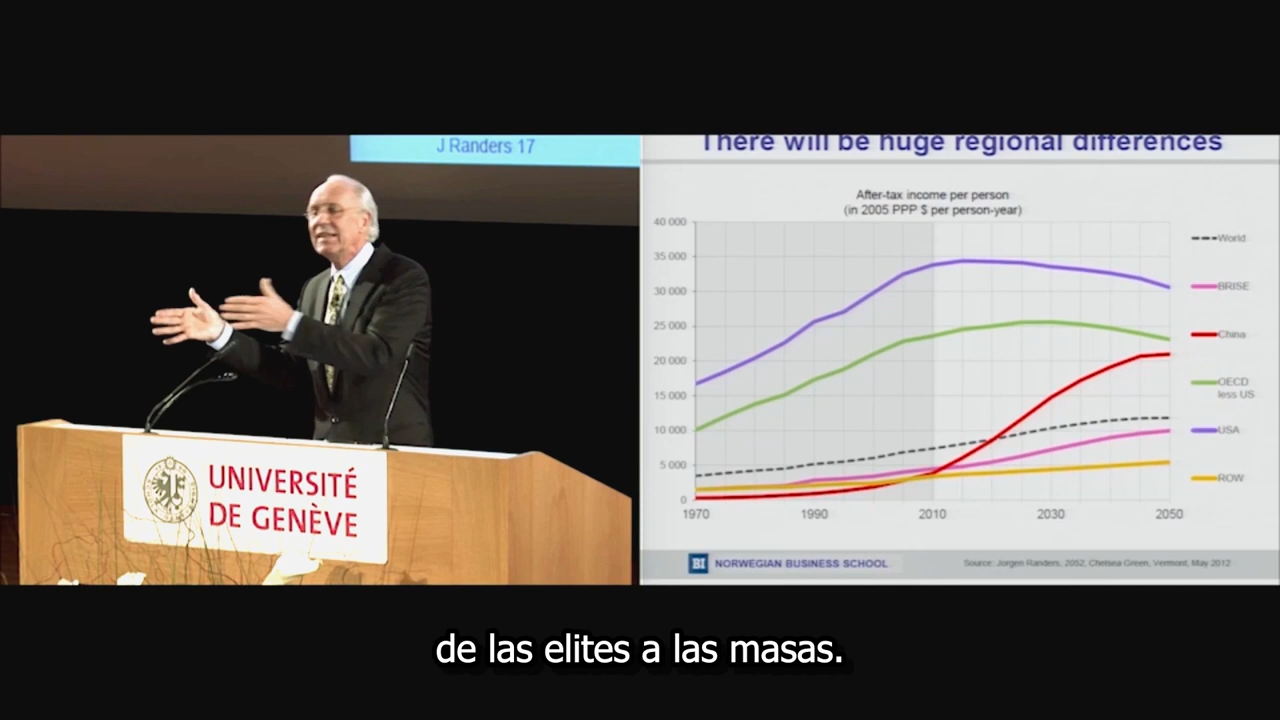 J Randers 17
UNIVERSITÉ
DE GENÈVE
There will be huge regional differences
After-tax income per person
(in 2005 PPP $ per person-year)
40 000
35 000
30 000
25 000
20 000
15 000
10 000
5 000
0
1970
1990
2010
2030
2050
World
BRISE
China
OECD
less US
USA
ROW
BI NORWEGIAN BUSINESS SCHOOL
Source: Jorgen Randers, 2052, Chelsea Green, Vermont, May 2012
de las elites a las masas.